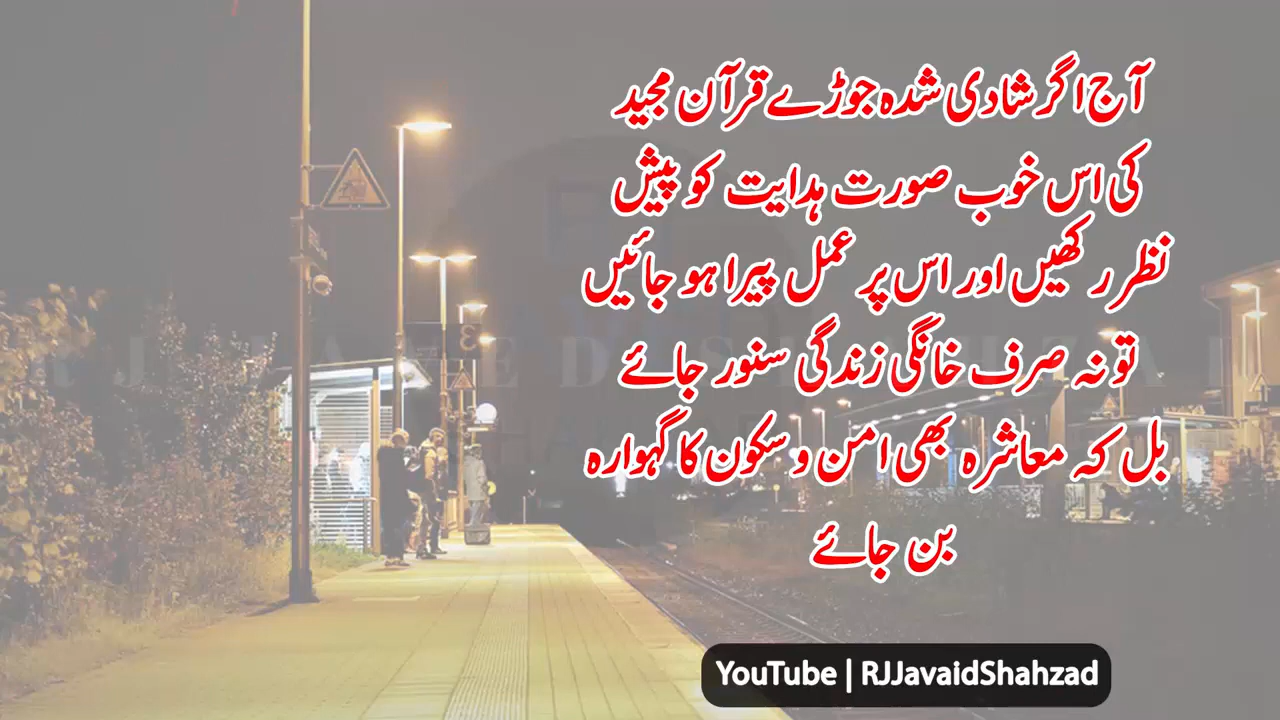 آج اگر شادی شدہ جوڑے قرآن مجید
کی اس خوب صورت ہدایت کو پیش
نظر رکھیں اور اس پر عمل پیرا ہو جائیں
تو نہ صرف خانگی زندگی سنور جائے
بل کہ معاشرہ بھی امن و سکون کا گہوارہ
بن جائے
YouTube | RJJavaidShahzad